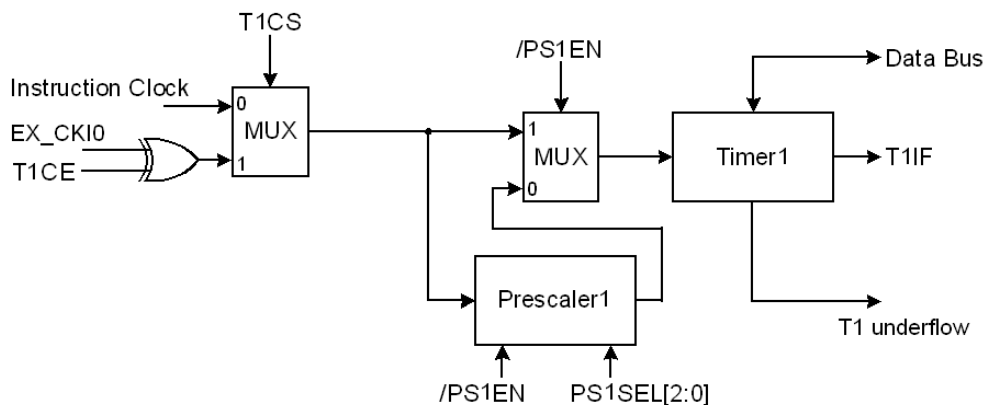 T1CS
/PS1EN
Data Bus
Instruction Clock
0
MUX
EX_CKI0
1
T1CE
1
MUX
0
Timer1
T1IF
Prescaler1
T1 underflow
/PS1EN
PS1SEL[2:0]